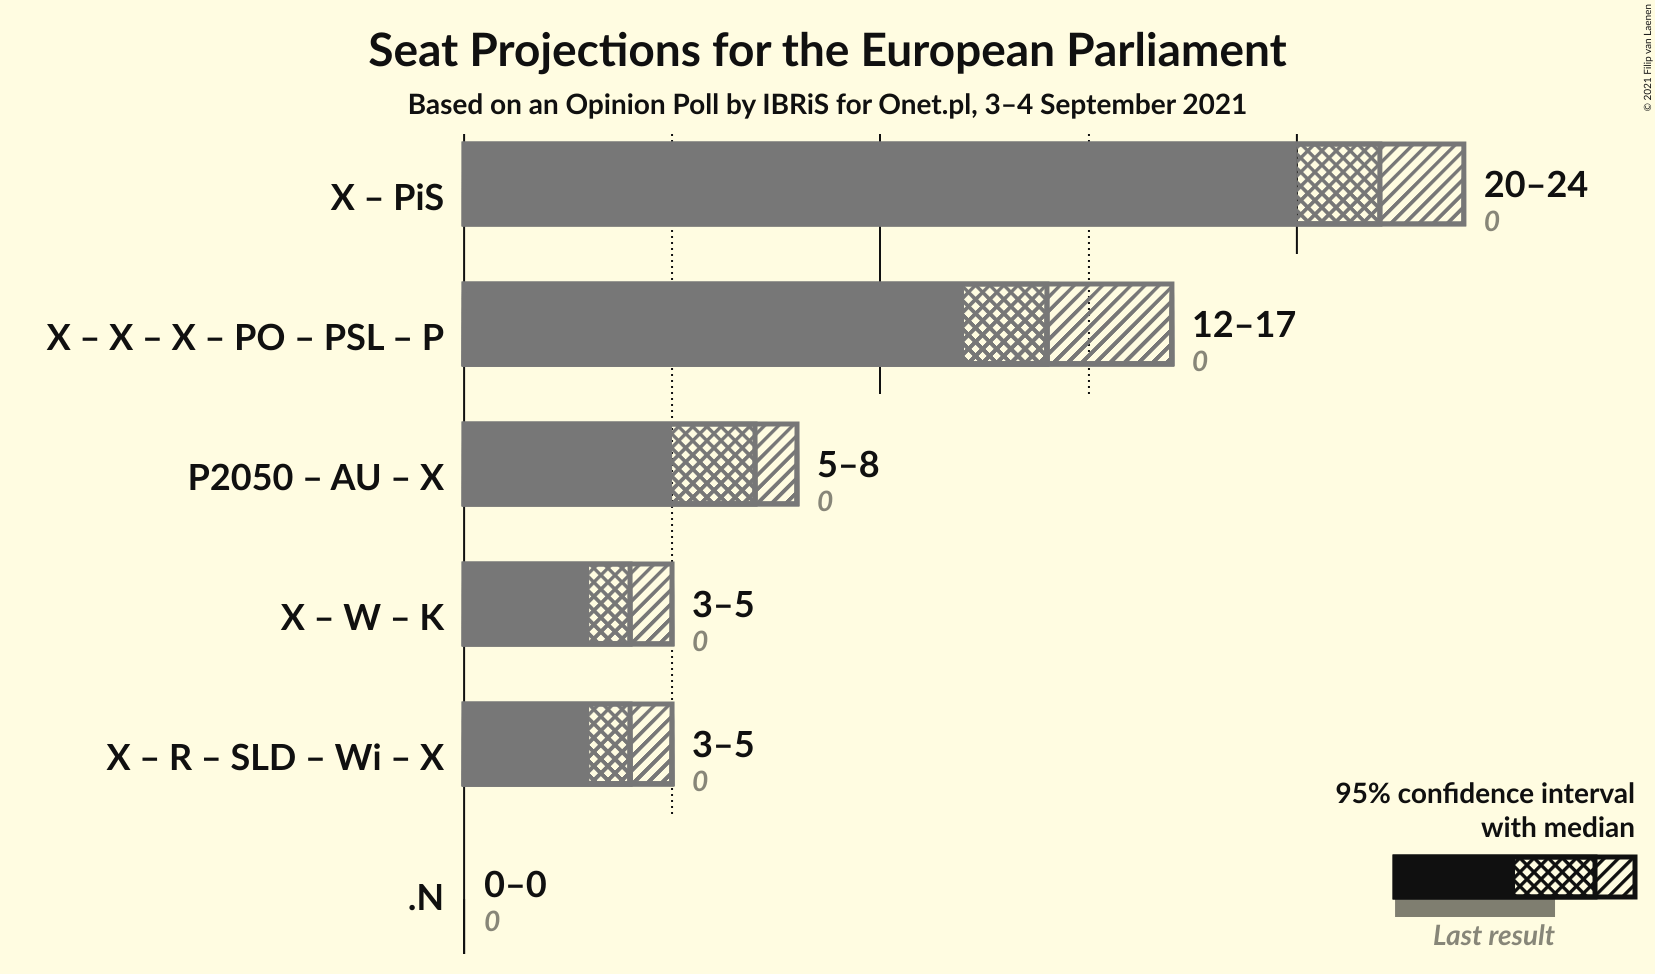 Seat Projections for the European Parliament
Based on an Opinion Poll by IBRiS for Onet.pl, 3–4 September 2021
© 2021 Filip van Laenen
X – PiS
20–24
0
X – X – X – PO – PSL – P
12–17
0
P2050 – AU – X
5–8
0
X – W – K
3–5
0
X – R – SLD – Wi – X
3–5
0
.N
0–0
0
95% confidence interval
with median
Last result